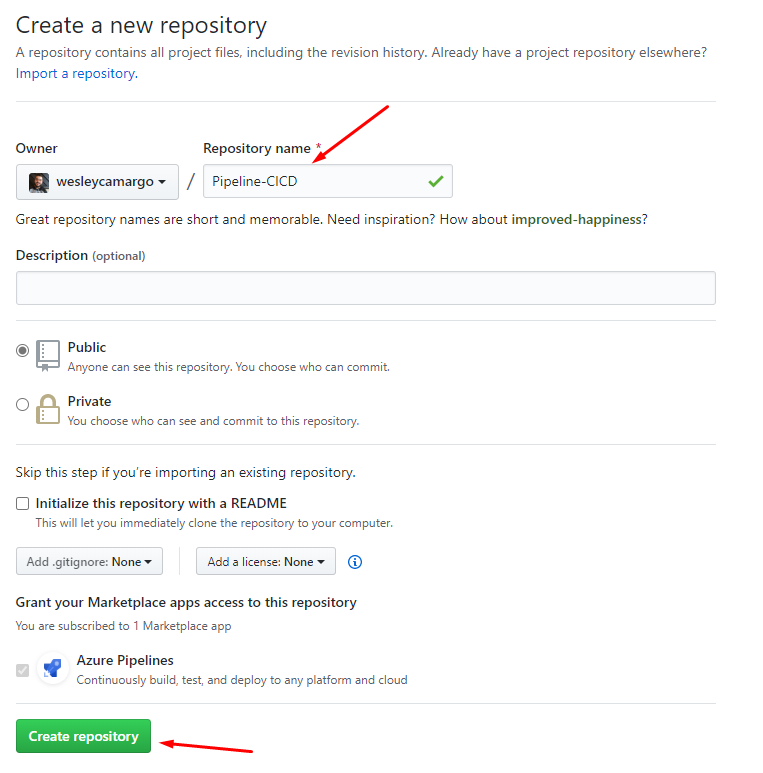 Create a new repository
A repository contains all project files, including the revision history. Already have a project repository elsewhere?
Import a repository.
Owner
Repository name *
wesleycamargo
/
Pipeline-CICD
Great repository names are short and memorable. Need inspiration? How about improved-happiness?
Description (optional)
Public
Anyone can see this repository. You choose who can commit.
Private
You choose who can see and commit to this repository.
Skip this step if you're importing an existing repository.
Initialize this repository with a README
This will let you immediately clone the repository to your computer.
Add .gitignore: None
Add a license: None
Grant your Marketplace apps access to this repository
You are subscribed to 1 Marketplace app
Azure Pipelines
Continuously build, test, and deploy to any platform and cloud
Create repository